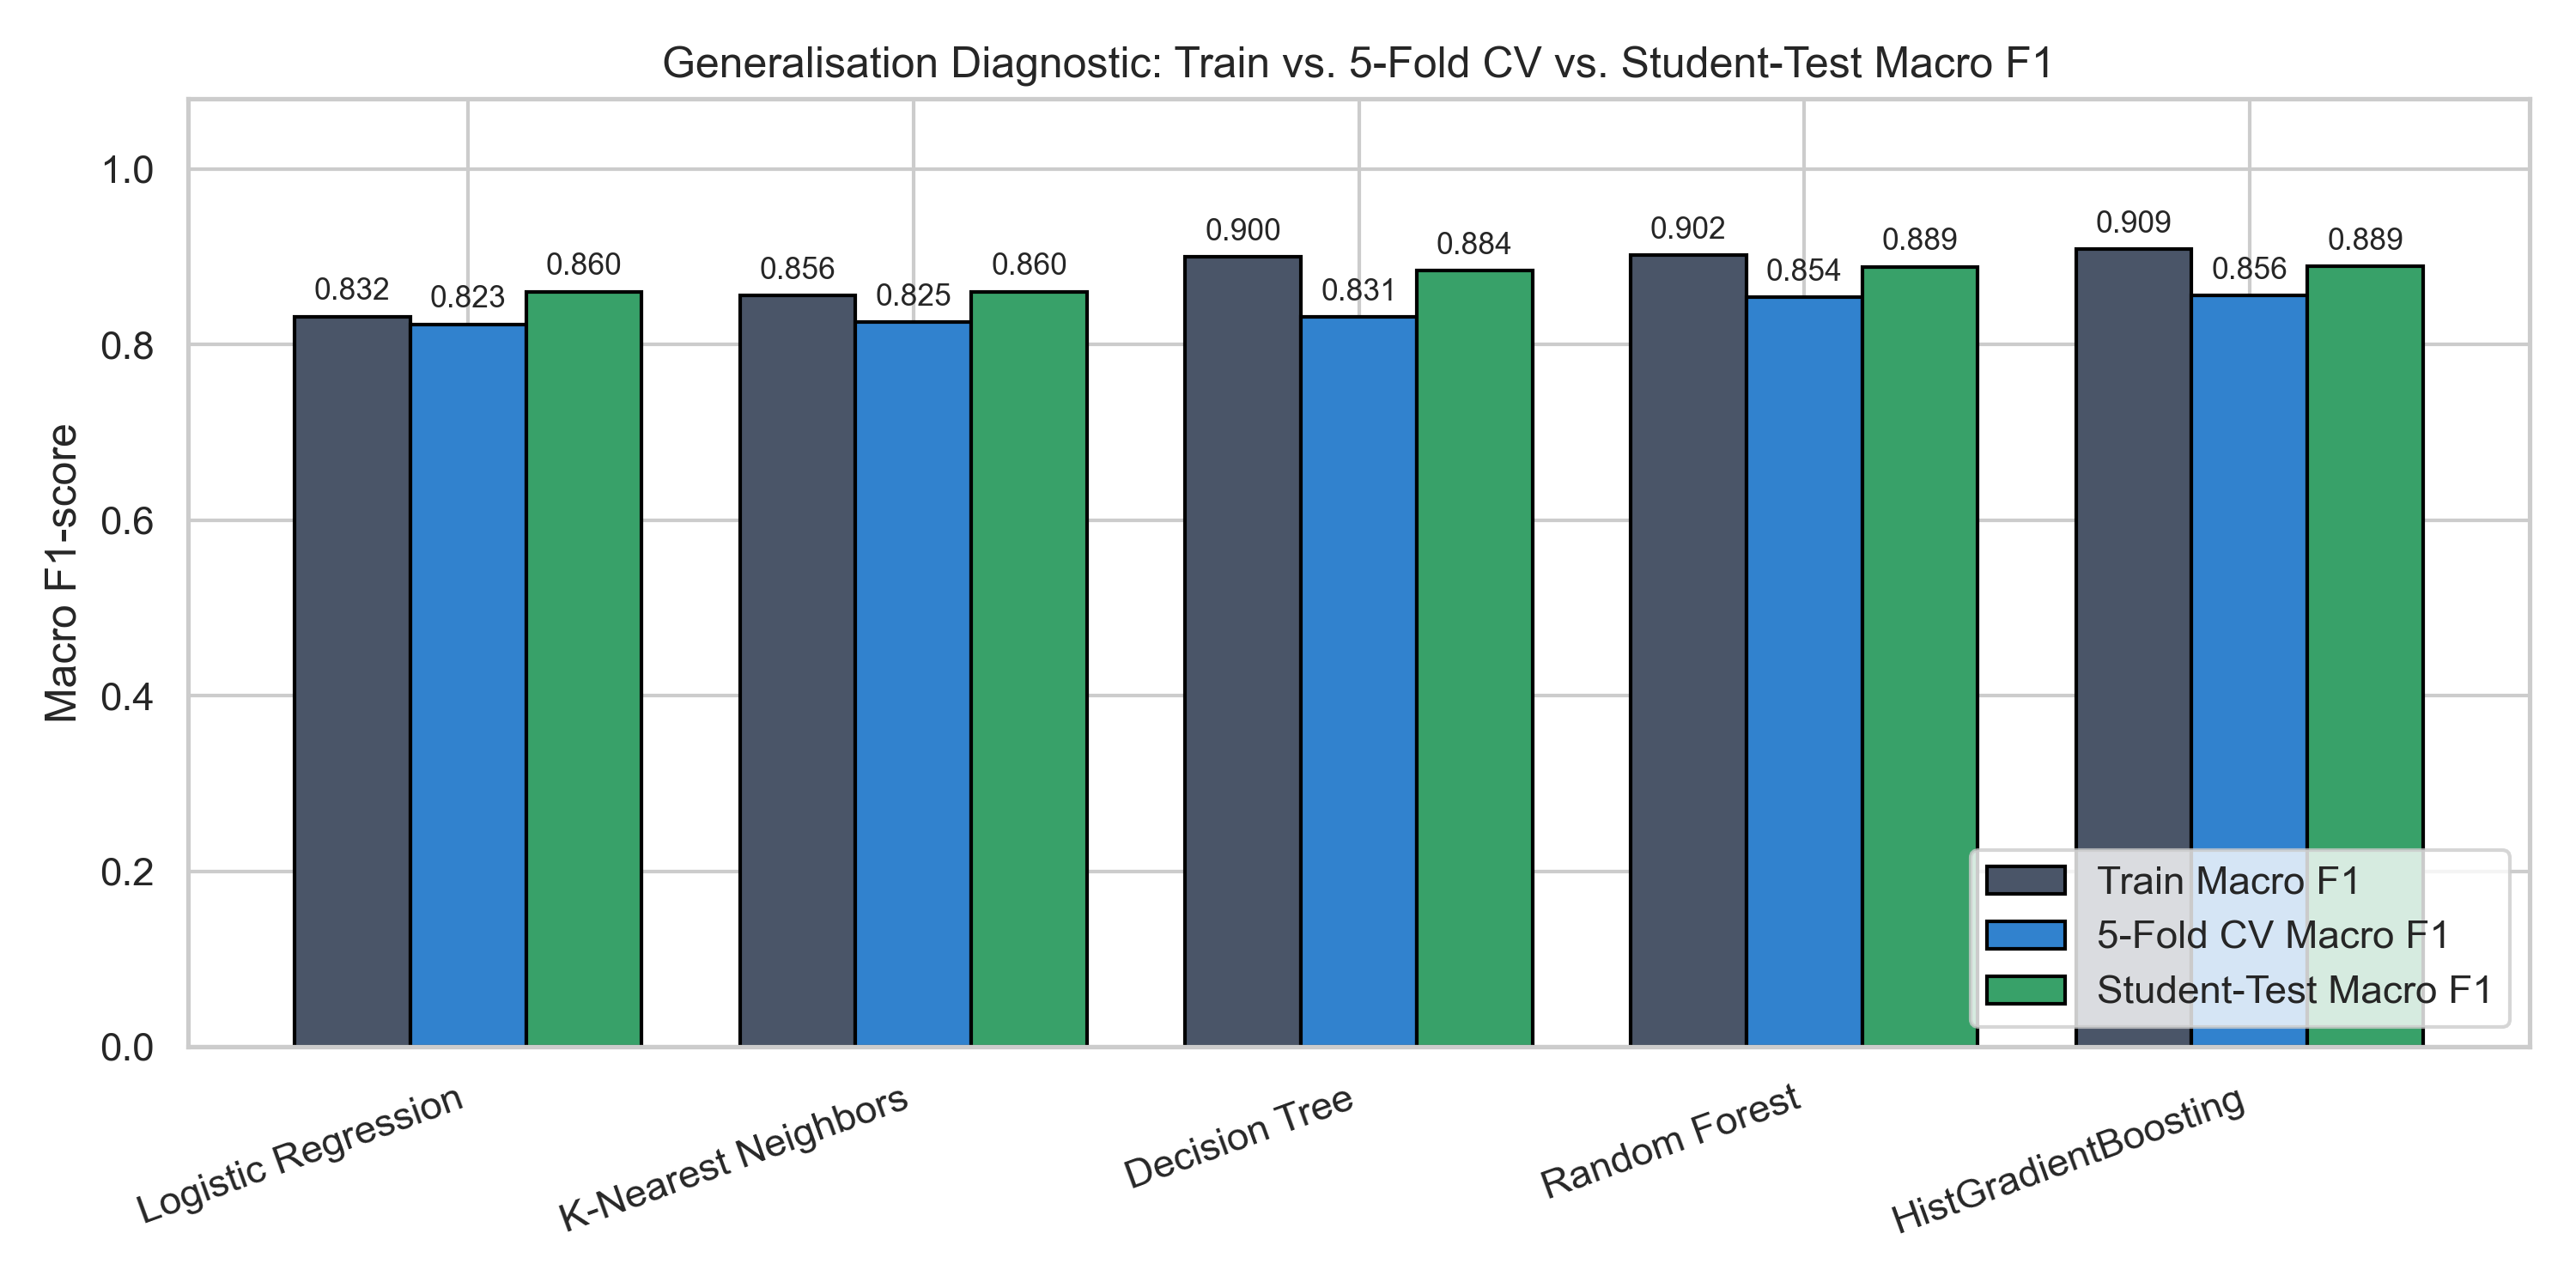 Generalisation Diagnostic: Train vs. 5-Fold CV vs. Student-Test Macro F1
Macro F1-score
1.0
0.8
0.6
0.4
0.2
0.0
0.832
0.823
0.860
0.856
0.825
0.860
0.900
0.831
0.884
0.902
0.854
0.889
0.909
0.856
0.889
Train Macro F1
5-Fold CV Macro F1
Student-Test Macro F1
Logistic Regression
K-Nearest Neighbors
Decision Tree
Random Forest
HistGradientBoosting